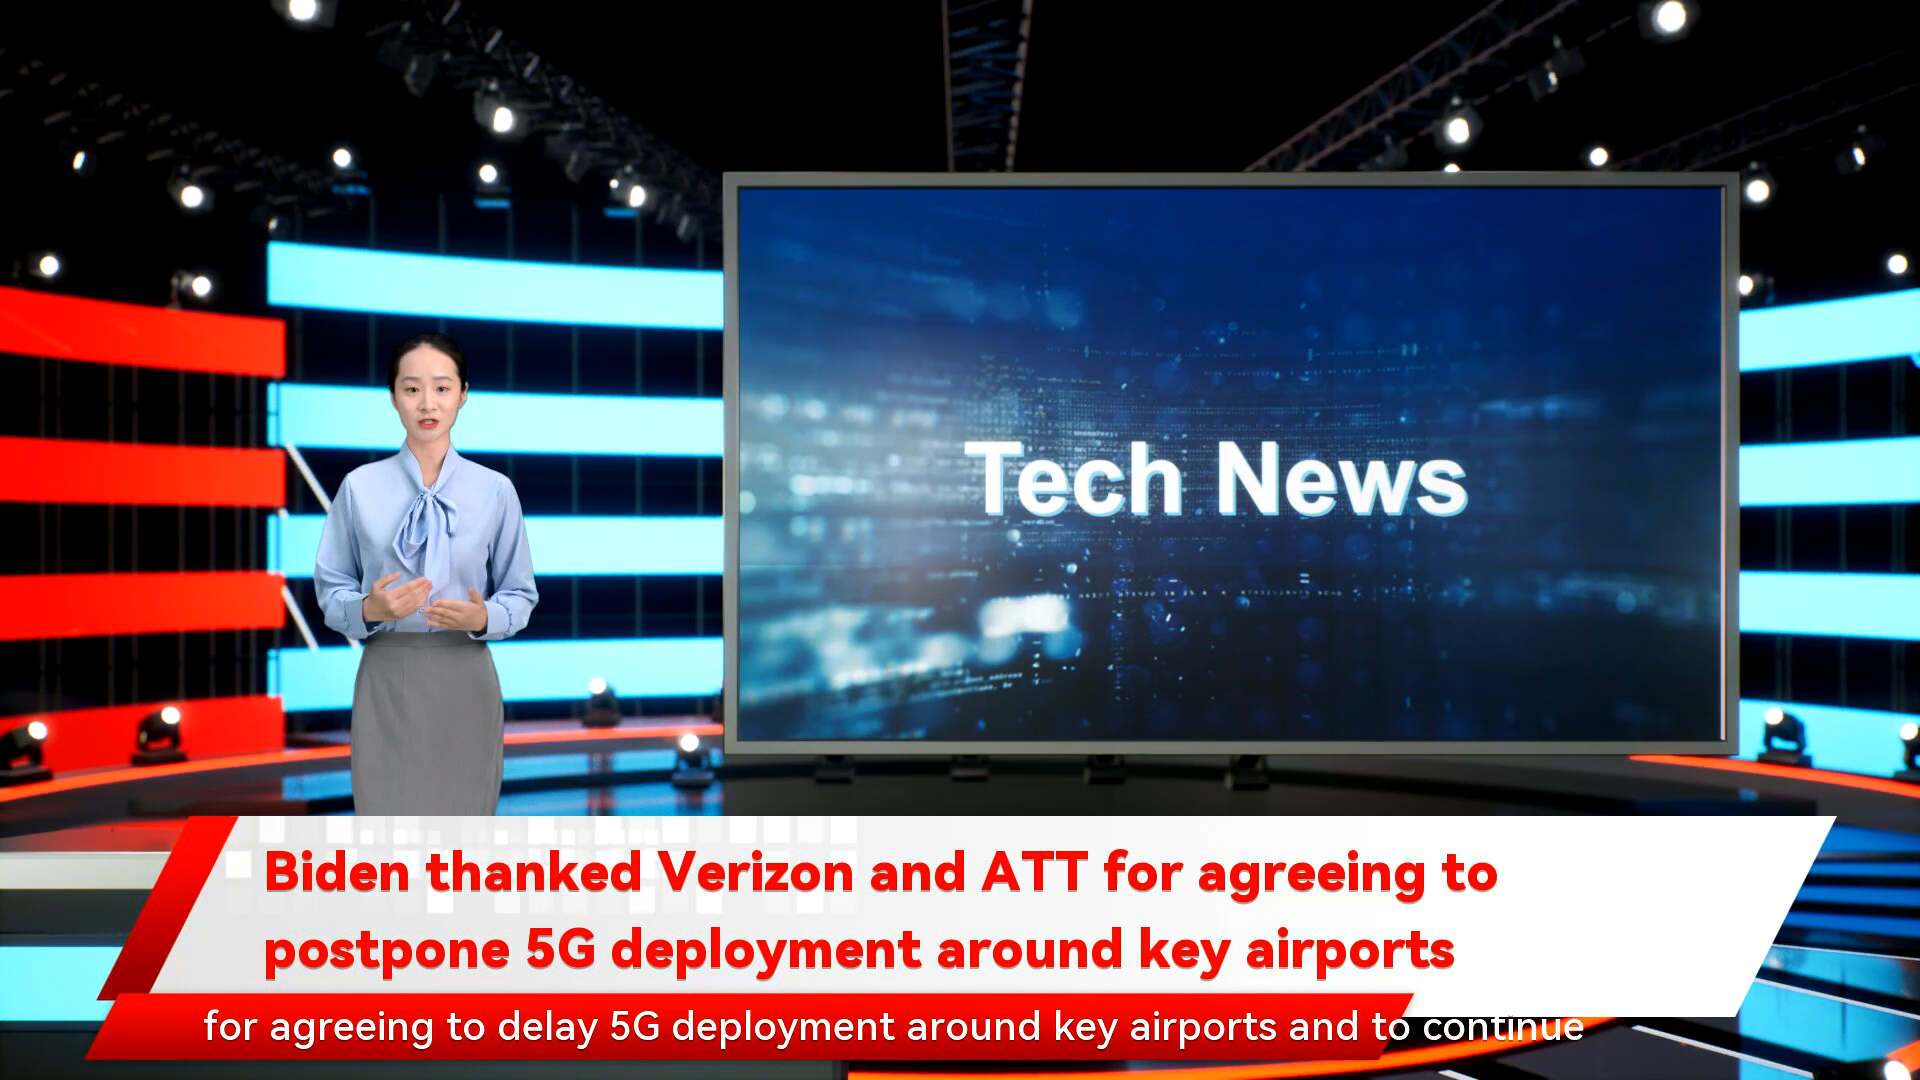 Tech News
Biden thanked Verizon and ATT for agreeing to
postpone 5G deployment around key airports
for agreeing to delay 5G deployment around key airports and to continue